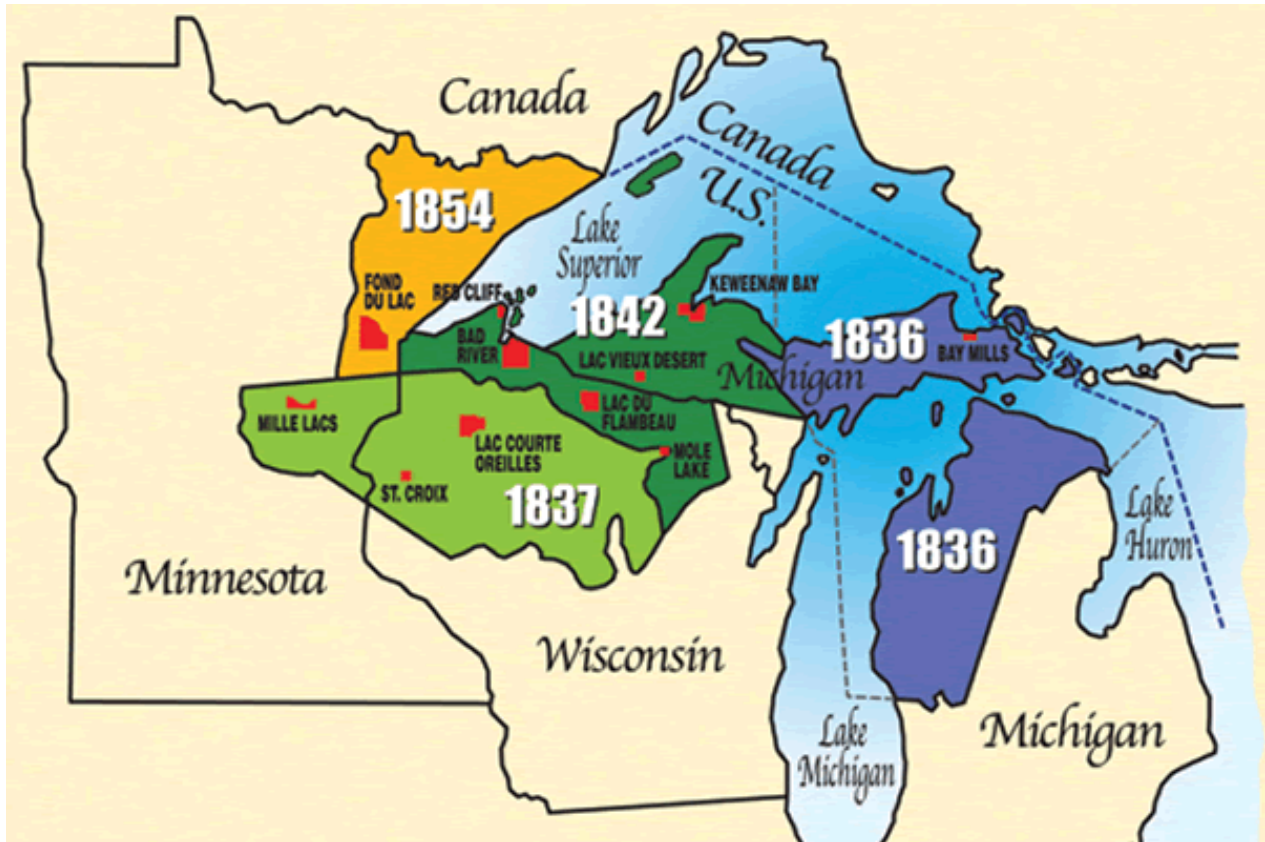 Canada
Canada
U.S.
1854
Lake
Superior
FOND
DU LAC
RED CLIFF
KEWEENAW BAY
1842
BAD
RIVER
LAC VIEUX DESERT
Michigan
1836
BAY MILLS
MILLE LACS
LAC DU
FLAMBEAU
LAC COURTE
OREILLES
MOLE
LAKE
ST. CROIX
1837
1836
Lake
Huron
Minnesota
Wisconsin
Lake
Michigan
Michigan